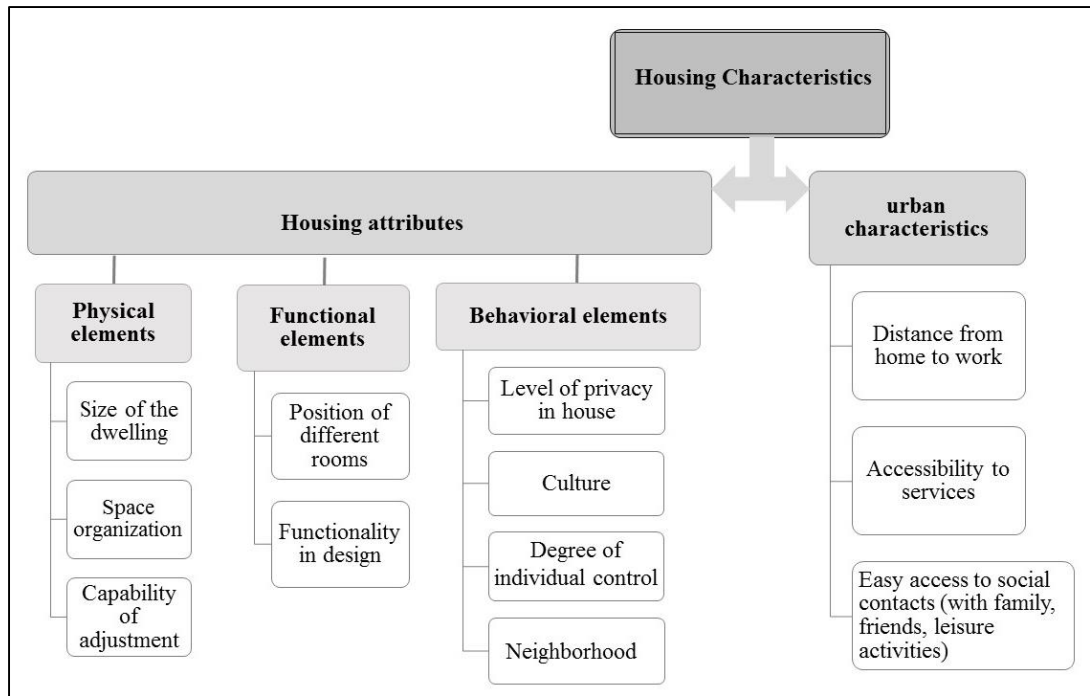 Housing Characteristics
Housing attributes
urban
characteristics
Physical
elements
Size of the
dwelling
Space
organization
Capability
of
adjustment
Functional
elements
Position of
different
rooms
Functionality
in design
Behavioral elements
Level of privacy
in house
Culture
Degree of
individual control
Neighborhood
Distance from
home to work
Accessibility to
services
Easy access to social
contacts (with family,
friends, leisure
activities)